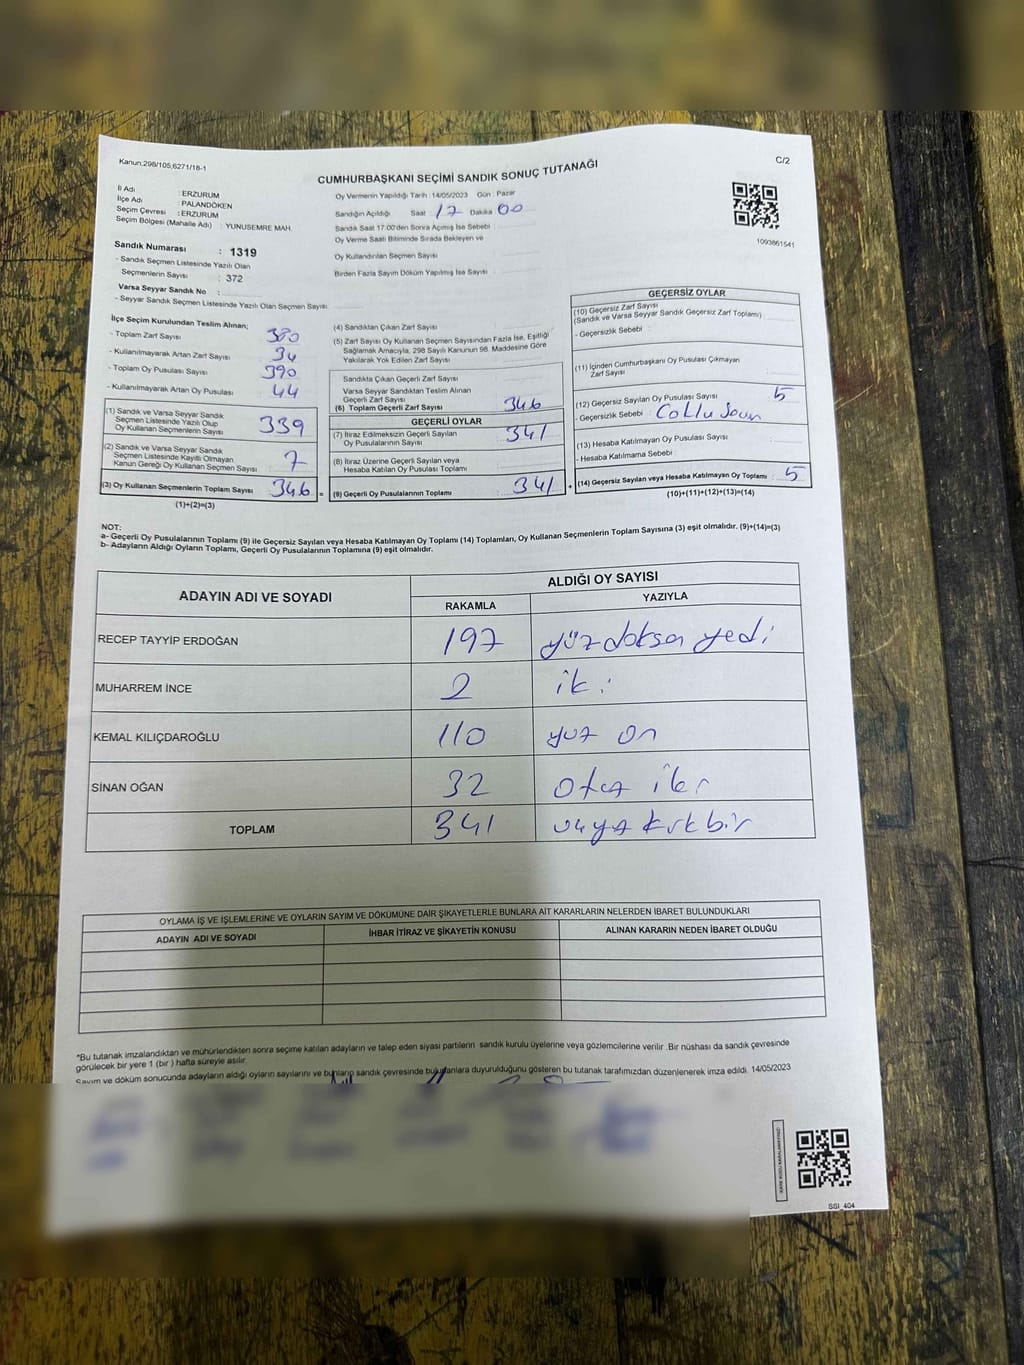 Kanun;298/105,6271/18-1
C/2
CUMHURBAŞKANI SEÇİMİ SANDIK SONUÇ TUTANAĞI
İl Adı : ERZURUM
İlçe Adı : PALANDÖKEN
Seçim Çevresi : ERZURUM
Seçim Bölgesi (Mahalle Adı) : YUNUSEMRE MAH.
Oy Vermenin Yapıldığı Tarih : 14/05/2023 Gün : Pazar
Sandığın Açıldığı Saat 17 Dakika 00
Sandık Saat 17:00'den Sonra Açılmış İse Sebebi
Oy Verme Saati Bitiminde Sırada Bekleyen ve
Oy Kullandırılan Seçmen Sayısı
Birden Fazla Sayım Döküm Yapılmış İse Sayısı
1093861541
Sandık Numarası : 1319
- Sandık Seçmen Listesinde Yazılı Olan
Seçmenlerin Sayısı : 372
Varsa Seyyar Sandık No :
- Seyyar Sandık Seçmen Listesinde Yazılı Olan Seçmen Sayısı
İlçe Seçim Kurulundan Teslim Alınan;
- Toplam Zarf Sayısı 380
- Kullanılmayarak Artan Zarf Sayısı 34
- Toplam Oy Pusulası Sayısı 390
- Kullanılmayarak Artan Oy Pusulası 44
(1) Sandık ve Varsa Seyyar Sandık
Seçmen Listesinde Yazılı Olup
Oy Kullanan Seçmenlerin Sayısı 339
(2) Sandık ve Varsa Seyyar Sandık
Seçmen Listesinde Kayıtlı Olmayan
Kanun Gereği Oy Kullanan Seçmen Sayısı 7
(3) Oy Kullanan Seçmenlerin Toplam Sayısı 346 =
(1)+(2)=(3)
(4) Sandıktan Çıkan Zarf Sayısı
(5) Zarf Sayısı Oy Kullanan Seçmen Sayısından Fazla İse, Eşitliği
Sağlamak Amacıyla, 298 Sayılı Kanunun 98. Maddesine Göre
Yakılarak Yok Edilen Zarf Sayısı
Sandıkta Çıkan Geçerli Zarf Sayısı
Varsa Seyyar Sandıktan Teslim Alınan
Geçerli Zarf Sayısı
(6) Toplam Geçerli Zarf Sayısı 346
GEÇERLİ OYLAR
(7) İtiraz Edilmeksizin Geçerli Sayılan
Oy Pusulalarının Sayısı 341
(8) İtiraz Üzerine Geçerli Sayılan veya
Hesaba Katılan Oy Pusulası Toplamı
(9) Geçerli Oy Pusulalarının Toplamı 341 +
GEÇERSİZ OYLAR
(10) Geçersiz Zarf Sayısı
(Sandık ve Varsa Seyyar Sandık Geçersiz Zarf Toplamı)
- Geçersizlik Sebebi :
(11) İçinden Cumhurbaşkanı Oy Pusulası Çıkmayan
Zarf Sayısı
(12) Geçersiz Sayılan Oy Pusulası Sayısı 5
- Geçersizlik Sebebi :
(13) Hesaba Katılmayan Oy Pusulası Sayısı
- Hesaba Katılmama Sebebi
(14) Geçersiz Sayılan veya Hesaba Katılmayan Oy Toplamı 5
(10)+(11)+(12)+(13)=(14)
NOT:
a- Geçerli Oy Pusulalarının Toplamı (9) ile Geçersiz Sayılan veya Hesaba Katılmayan Oy Toplamı (14) Toplamları, Oy Kullanan Seçmenlerin Toplam Sayısına (3) eşit olmalıdır. (9)+(14)=(3)
b- Adayların Aldığı Oyların Toplamı, Geçerli Oy Pusulalarının Toplamına (9) eşit olmalıdır.
ADAYIN ADI VE SOYADI
ALDIĞI OY SAYISI
RAKAMLA YAZIYLA
RECEP TAYYİP ERDOĞAN 197 yüzdoksan yedi
MUHARREM İNCE 2 iki
KEMAL KILIÇDAROĞLU 110 yüz on
SİNAN OĞAN 32 otuz iki
TOPLAM 341 üçyüz kırk bir
OYLAMA İŞ VE İŞLEMLERİNE VE OYLARIN SAYIM VE DÖKÜMÜNE DAİR ŞİKAYETLERLE BUNLARA AİT KARARLARIN NELERDEN İBARET BULUNDUKLARI
ADAYIN ADI VE SOYADI İHBAR İTİRAZ VE ŞİKAYETİN KONUSU ALINAN KARARIN NEDEN İBARET OLDUĞU
*Bu tutanak imzalandıktan ve mühürlendikten sonra seçime katılan adayların ve talep eden siyasi partilerin sandık kurulu üyelerine veya gözlemcilerine verilir .Bir nüshası da sandık çevresinde
görülecek bir yere 1 (bir ) hafta süreyle asılır.
Sayım ve döküm sonucunda adayların aldığı oyların sayılarını ve bunların sandık çevresinde bulunanlara duyurulduğunu gösteren bu tutanak tarafımızdan düzenlenerek imza edildi. 14/05/2023
SSI_404